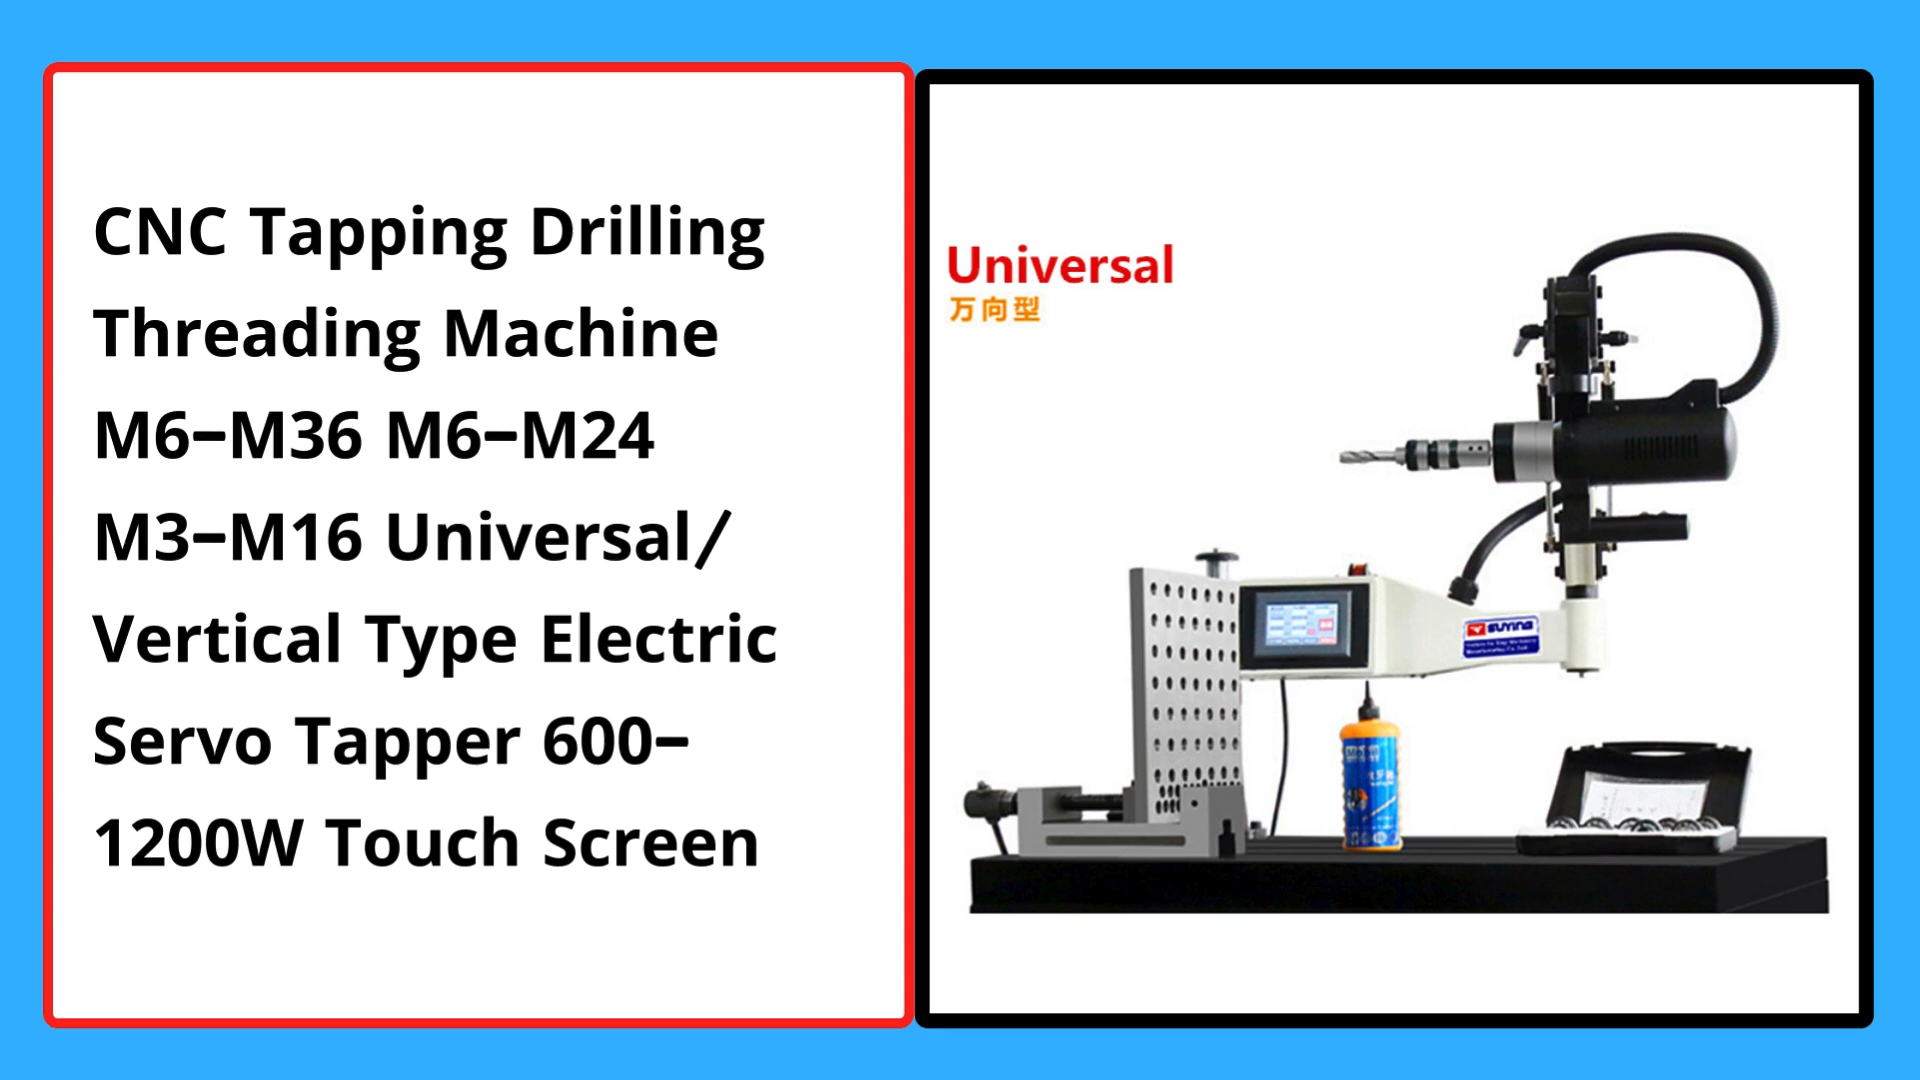 CNC Tapping Drilling
Threading Machine
M6-M36 M6-M24
M3-M16 Universal/
Vertical Type Electric
Servo Tapper 600-
1200W Touch Screen
Universal
万向型
SUYING